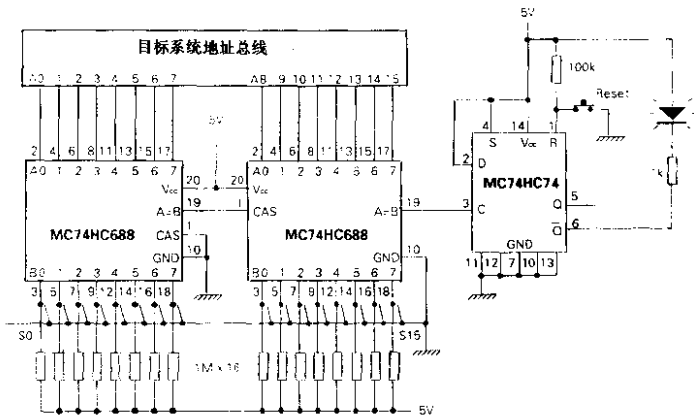 5V
目标系统地址总线
A0 1 2 3 4 5 6 7
A8 9 10 11 12 13 14 15
100k
Reset
2 4 6 8 11 13 15 17
2 4 6 8 11 13 15 17
5V
4 14 1
S Vcc R
A0 1 2 3 4 5 6 7
20
Vcc
20
A0 1 2 3 4 5 6 7
Vcc
2
D
MC74HC74
1k
A=B
19
1
CAS
A=B
19
3
C
Q
5
MC74HC688
CAS
1
MC74HC688
Q
6
GND
10
GND
10
GND
B0 1 2 3 4 5 6 7
B0 1 2 3 4 5 6 7
11 12 7 10 13
3 5 7 9 12 14 16 18
3 5 7 9 12 14 16 18
S0
S15
1M×16
5V